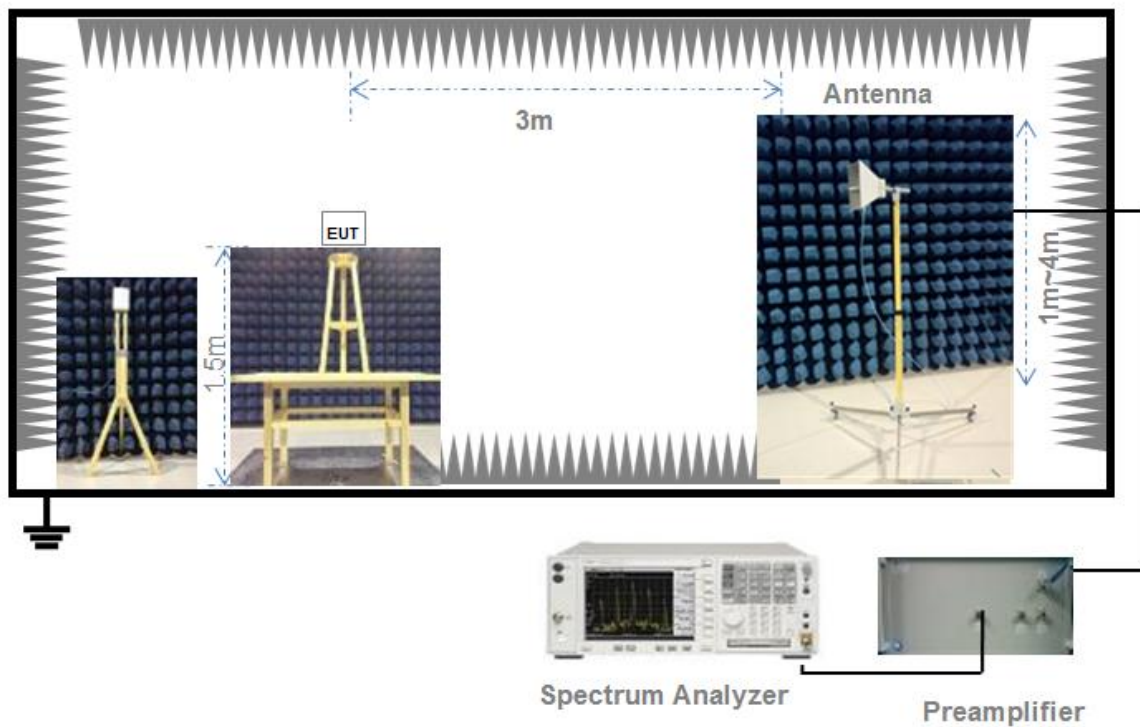 Antenna
3m
EUT
1.5m
1m~4m
Spectrum Analyzer
Preamplifier